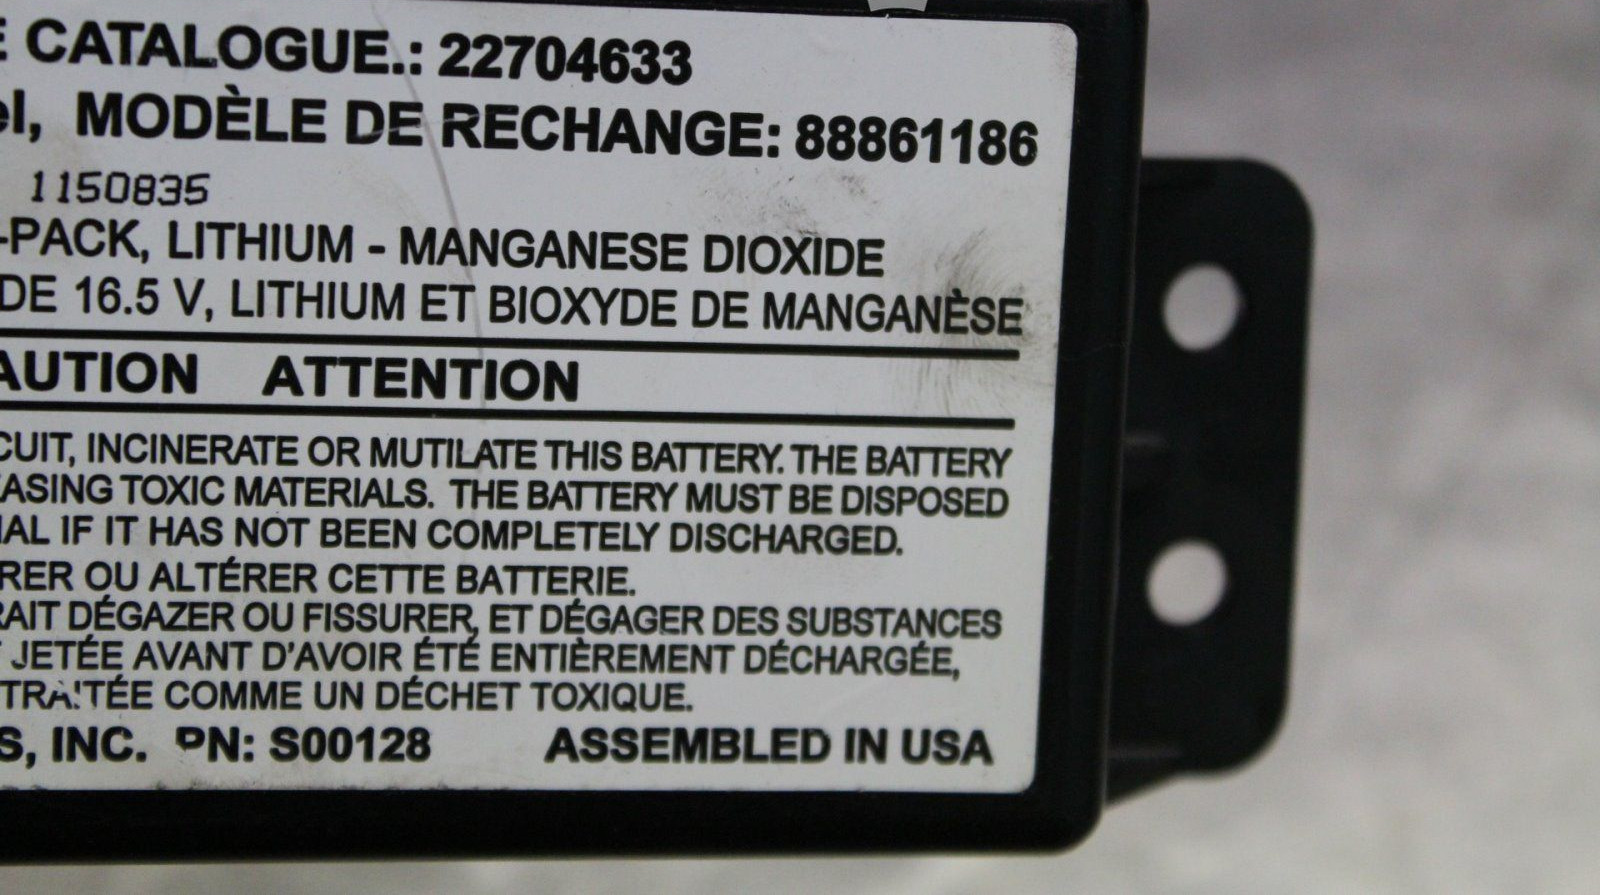 E CATALOGUE.: 22704633
el, MODÈLE DE RECHANGE: 88861186
1150835
-PACK, LITHIUM - MANGANESE DIOXIDE
DE 16.5 V, LITHIUM ET BIOXYDE DE MANGANÈSE
AUTION ATTENTION
CUIT, INCINERATE OR MUTILATE THIS BATTERY. THE BATTERY
EASING TOXIC MATERIALS. THE BATTERY MUST BE DISPOSED
IAL IF IT HAS NOT BEEN COMPLETELY DISCHARGED.
RER OU ALTÉRER CETTE BATTERIE.
RAIT DÉGAZER OU FISSURER, ET DÉGAGER DES SUBSTANCES
JETÉE AVANT D'AVOIR ÉTÉ ENTIÈREMENT DÉCHARGÉE,
TRAITÉE COMME UN DÉCHET TOXIQUE.
S, INC. PN: S00128 ASSEMBLED IN USA